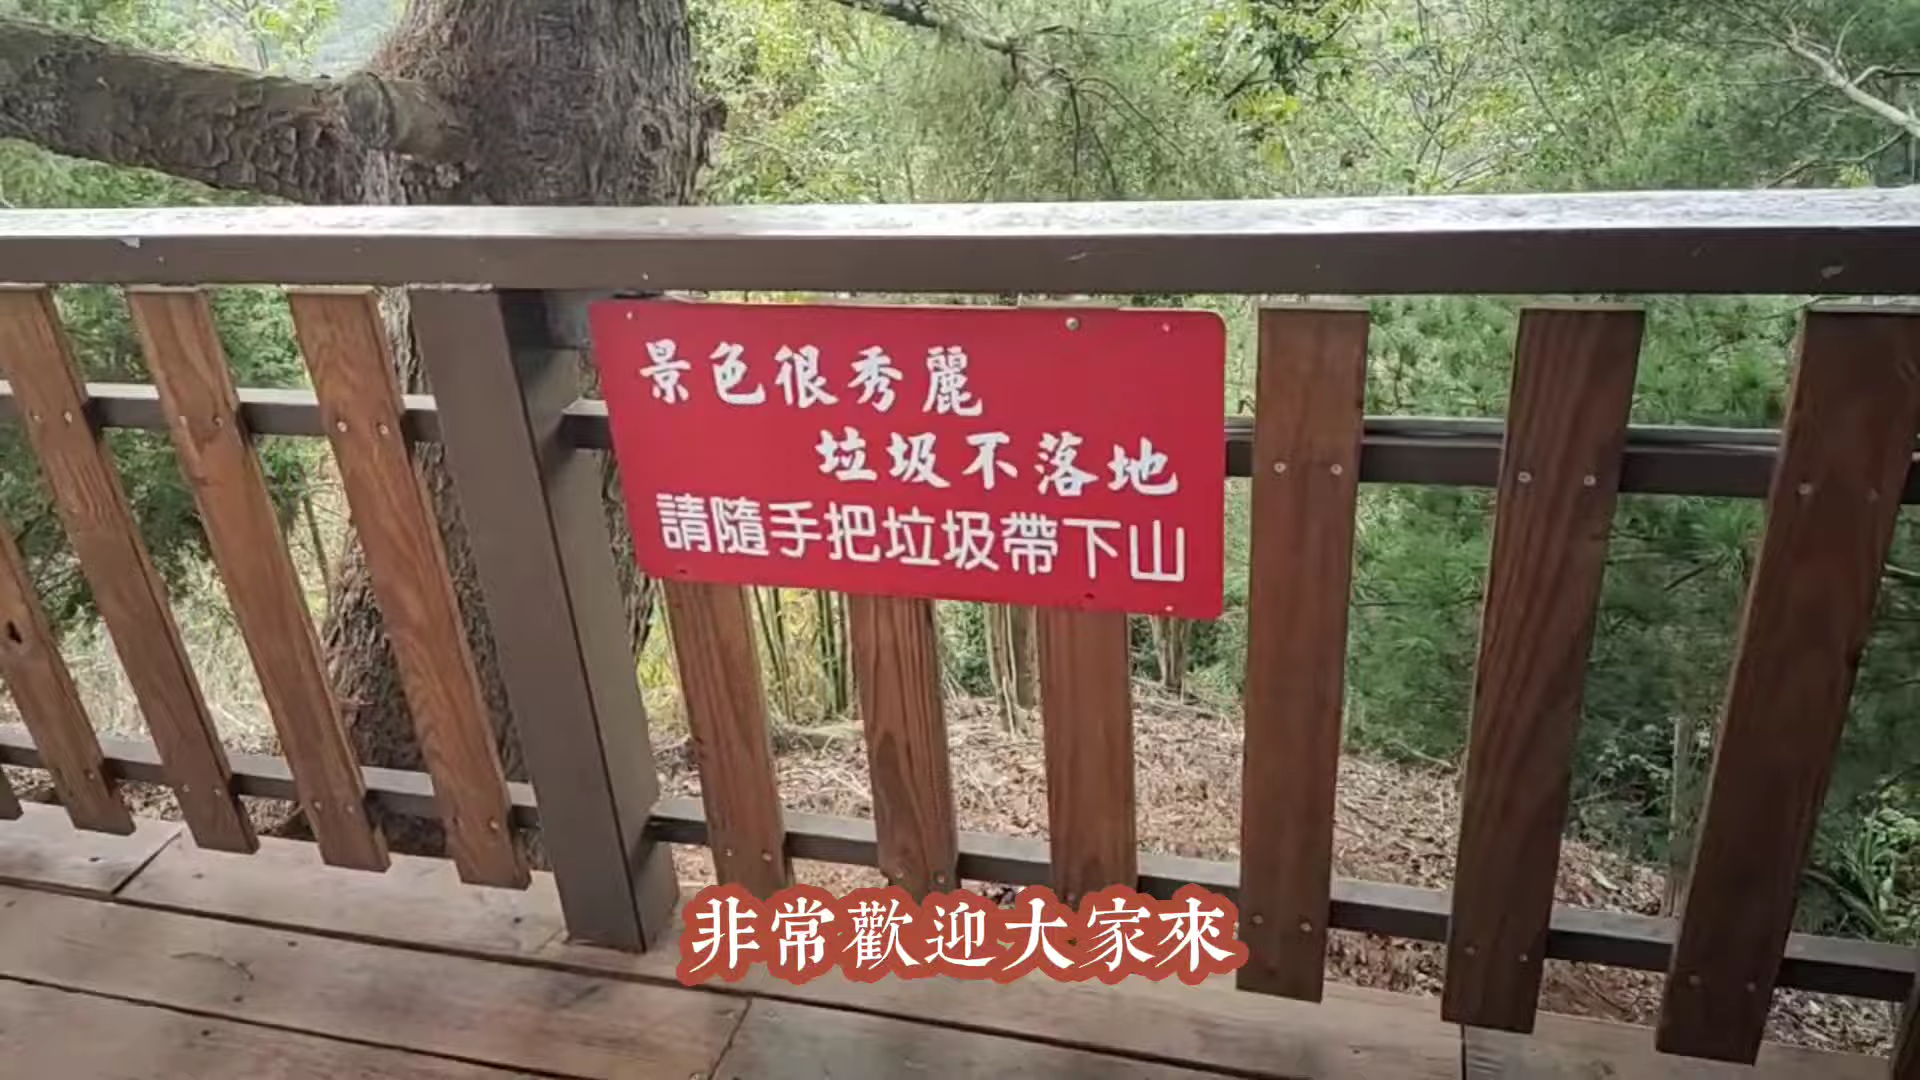 景色很秀麗
垃圾不落地
請隨手把垃圾帶下山
非常歡迎大家來